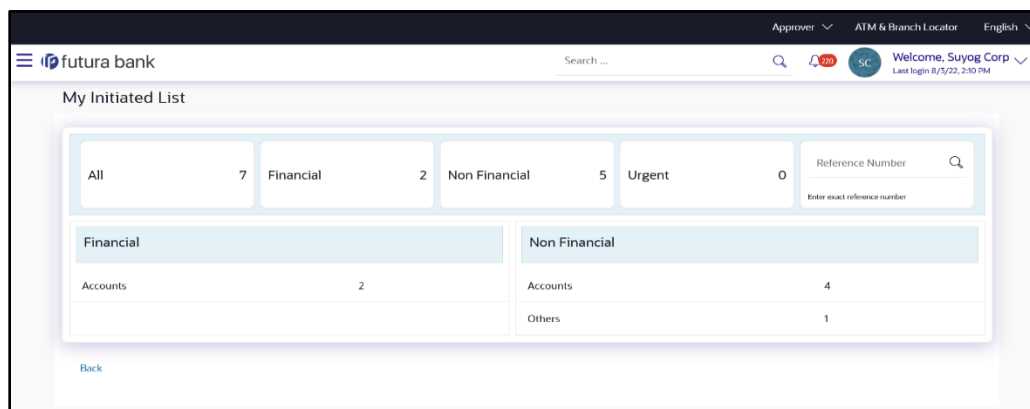 Approver ATM & Branch Locator English
futura bank Search ... 220 SC Welcome, Suyog Corp
Last login 8/3/22, 2:10 PM
My Initiated List
All 7 Financial 2 Non Financial 5 Urgent 0 Reference Number
Enter exact reference number
Financial Non Financial
Accounts 2 Accounts 4
Others 1
Back